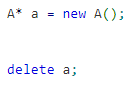 A* a = new A();
delete a;